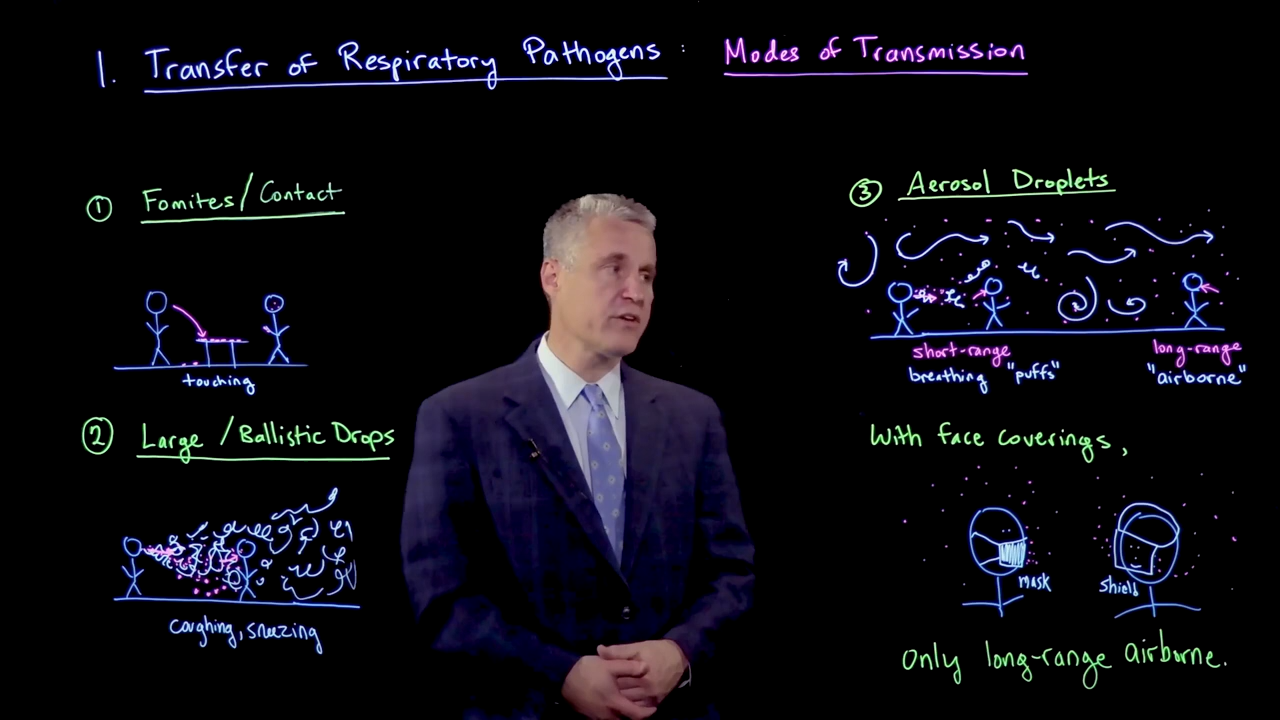 1. Transfer of Respiratory Pathogens : Modes of Transmission
① Fomites/Contact
touching
② Large/Ballistic Drops
coughing, sneezing
③ Aerosol Droplets
short-range long-range
breathing "puffs" "airborne"
With face coverings,
mask shield
only long-range airborne.